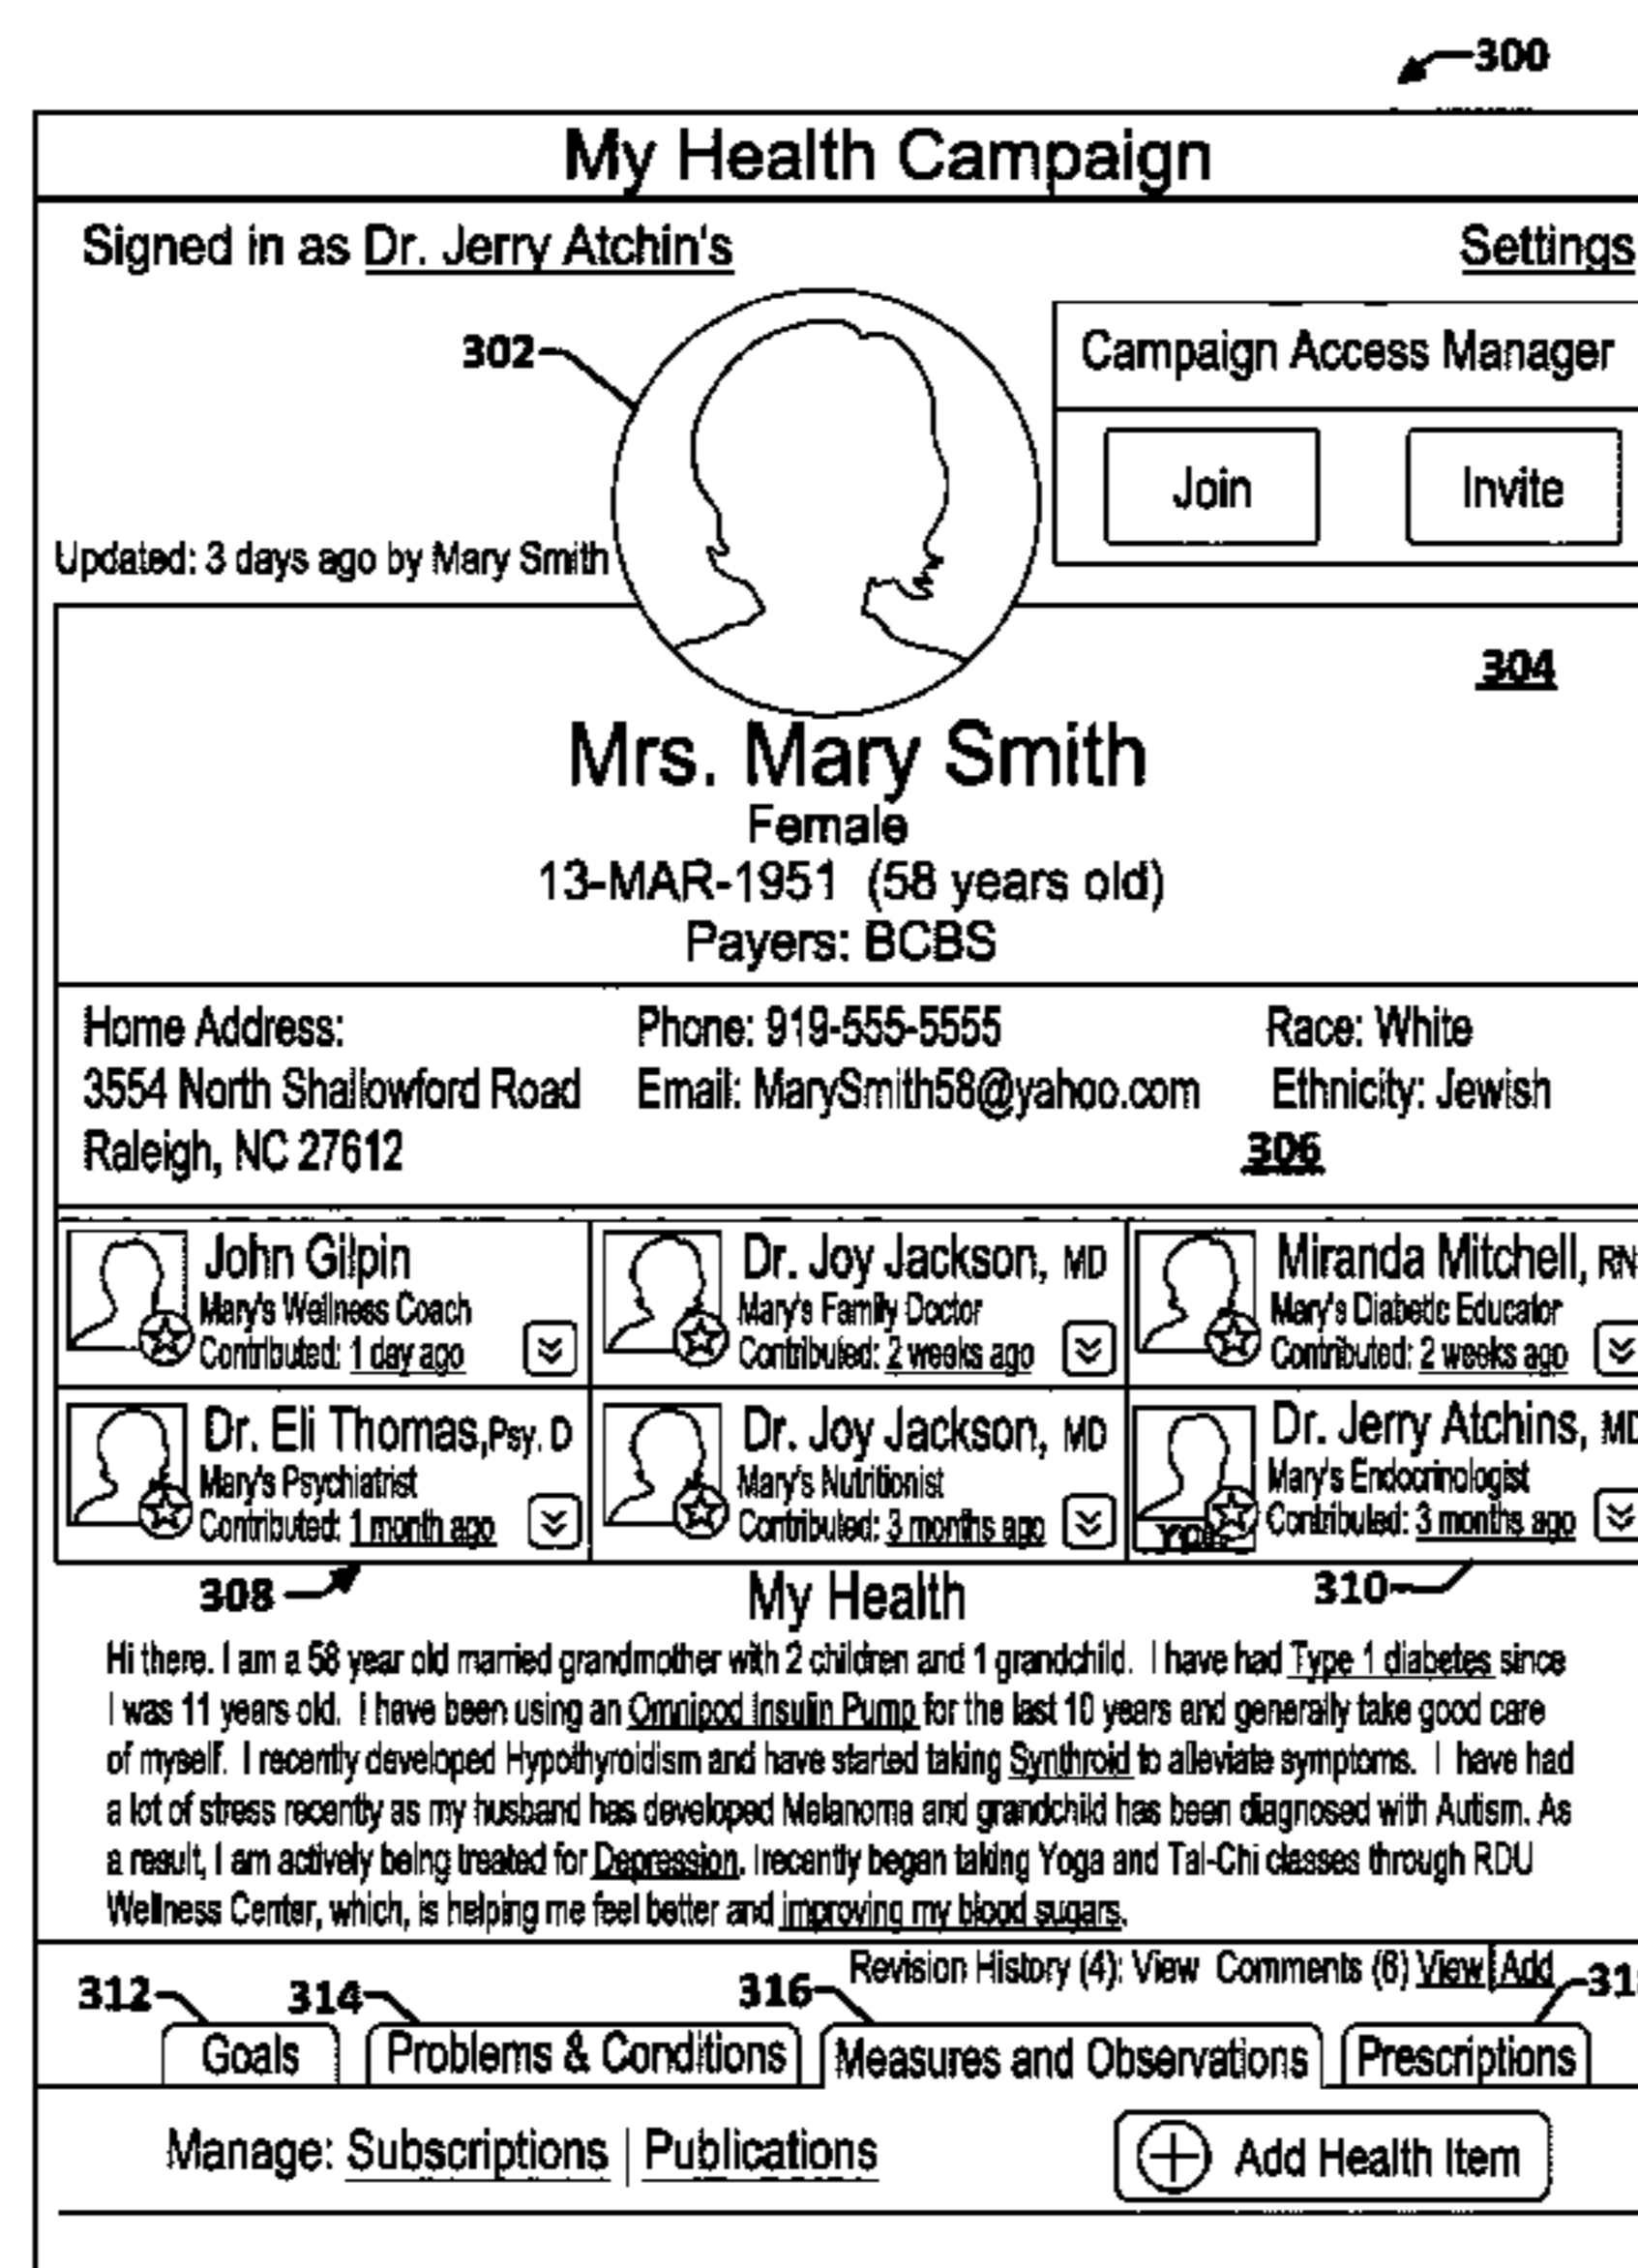 300
My Health Campaign
Signed in as Dr. Jerry Atchin's
Settings
302
Campaign Access Manager
Join
Invite
Updated: 3 days ago by Mary Smith
304
Mrs. Mary Smith
Female
13-MAR-1951 (58 years old)
Payers: BCBS
Home Address:
3554 North Shallowford Road
Raleigh, NC 27612
Phone: 919-555-5555
Email: MarySmith58@yahoo.com
Race: White
Ethnicity: Jewish
306
John Gilpin
Mary's Wellness Coach
Contributed: 1 day ago
Dr. Joy Jackson, MD
Mary's Family Doctor
Contributed: 2 weeks ago
Miranda Mitchell, RN
Mary's Diabetic Educator
Contributed: 2 weeks ago
Dr. Eli Thomas,Psy. D
Mary's Psychiatrist
Contributed: 1 month ago
Dr. Joy Jackson, MD
Mary's Nutritionist
Contributed: 3 months ago
Dr. Jerry Atchins, MD
Mary's Endocrinologist
Contributed: 3 months ago
308
310
My Health
Hi there. I am a 58 year old married grandmother with 2 children and 1 grandchild. I have had Type 1 diabetes since
I was 11 years old. I have been using an Omnipod Insulin Pump for the last 10 years and generally take good care
of myself. I recently developed Hypothyroidism and have started taking Synthroid to alleviate symptoms. I have had
a lot of stress recently as my husband has developed Melanoma and grandchild has been diagnosed with Autism. As
a result, I am actively being treated for Depression. I recently began taking Yoga and Tai-Chi classes through RDU
Wellness Center, which, is helping me feel better and improving my blood sugars.
Revision History (4): View Comments (6) View | Add
312
314
316
Goals
Problems & Conditions
Measures and Observations
Prescriptions
Manage: Subscriptions | Publications
Add Health Item